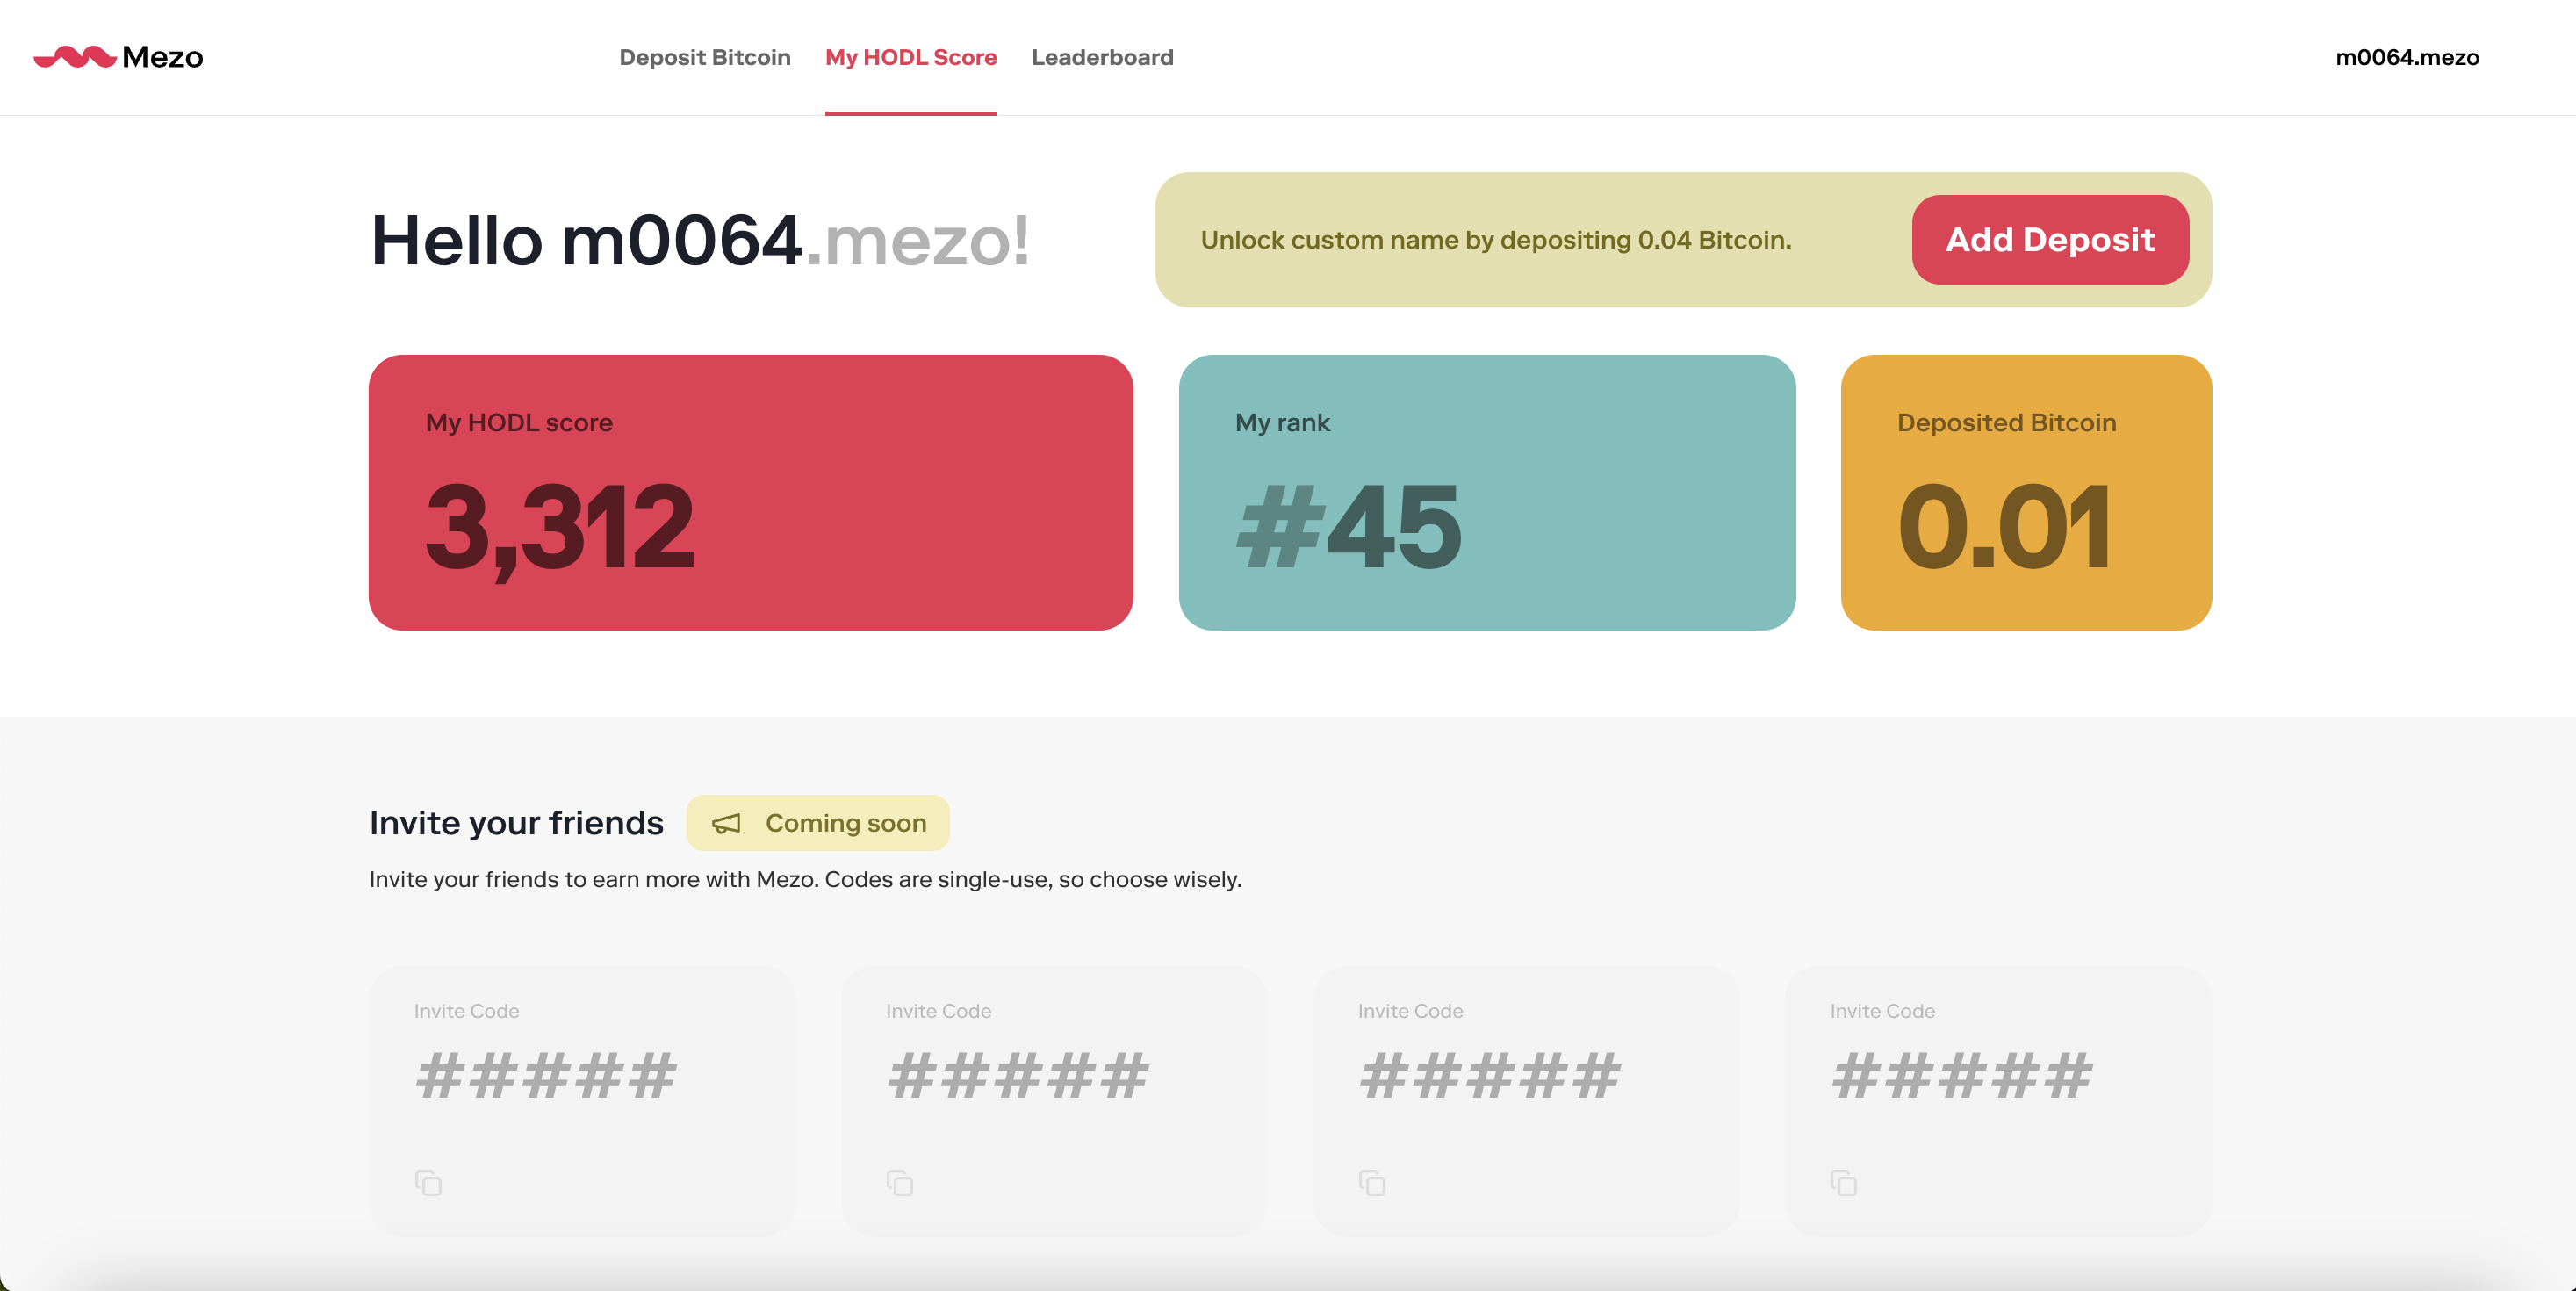 Mezo
Deposit Bitcoin
My HODL Score
Leaderboard
m0064.mezo
Hello m0064.mezo!
Unlock custom name by depositing 0.04 Bitcoin.
Add Deposit
My HODL score
3,312
My rank
#45
Deposited Bitcoin
0.01
Invite your friends
Coming soon
Invite your friends to earn more with Mezo. Codes are single-use, so choose wisely.
Invite Code
#####
Invite Code
#####
Invite Code
#####
Invite Code
#####